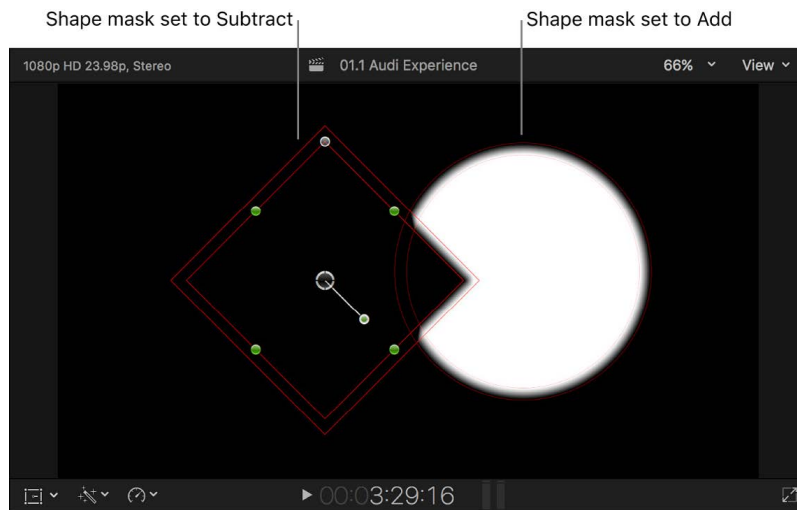 Shape mask set to Subtract
Shape mask set to Add
1080p HD 23.98p, Stereo
01.1 Audi Experience
66%
View
00:03:29:16